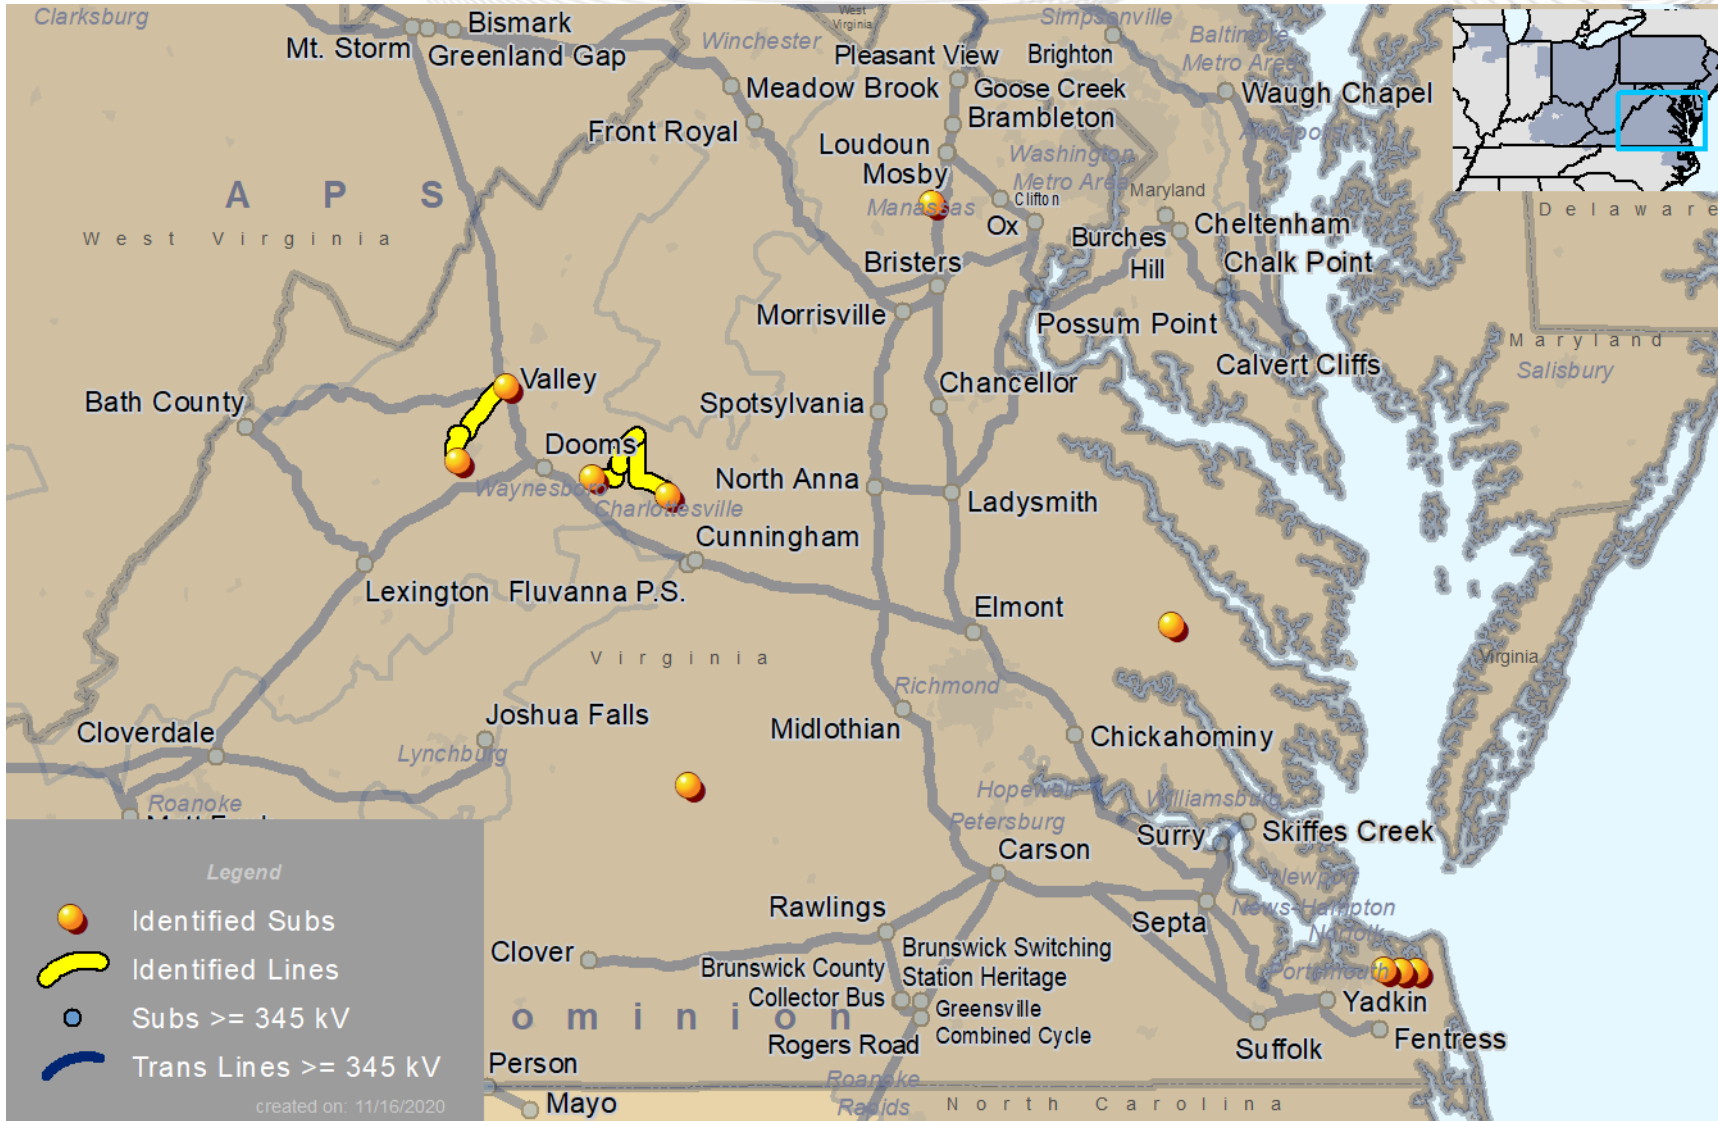 Clarksburg
Bismark
Mt. Storm
Greenland Gap
Winchester
West
Virginia
Simpsonville
Pleasant View
Brighton
Baltimore
Metro Area
Meadow Brook
Goose Creek
Waugh Chapel
Front Royal
Brambleton
Annapolis
Loudoun
Washington
Metro Area
Mosby
Maryland
Clifton
Manassas
A P S
West Virginia
Ox
Burches
Hill
Cheltenham
Delaware
Bristers
Chalk Point
Morrisville
Possum Point
Maryland
Calvert Cliffs
Salisbury
Valley
Bath County
Chancellor
Spotsylvania
Dooms
North Anna
Waynesboro
Charlottesville
Ladysmith
Cunningham
Lexington
Fluvanna P.S.
Elmont
Virginia
Virginia
Richmond
Joshua Falls
Midlothian
Cloverdale
Chickahominy
Lynchburg
Hopewell
Williamsburg
Roanoke
Petersburg
Surry
Skiffes Creek
Carson
Newport
News-Hampton
Norfolk
Rawlings
Septa
Clover
Brunswick Switching
Station Heritage
Brunswick County
Collector Bus
Portsmouth
Yadkin
ominion
Greensville
Combined Cycle
Rogers Road
Suffolk
Fentress
Person
Roanoke
Rapids
Mayo
North Carolina
Legend
Identified Subs
Identified Lines
Subs >= 345 kV
Trans Lines >= 345 kV
created on: 11/16/2020